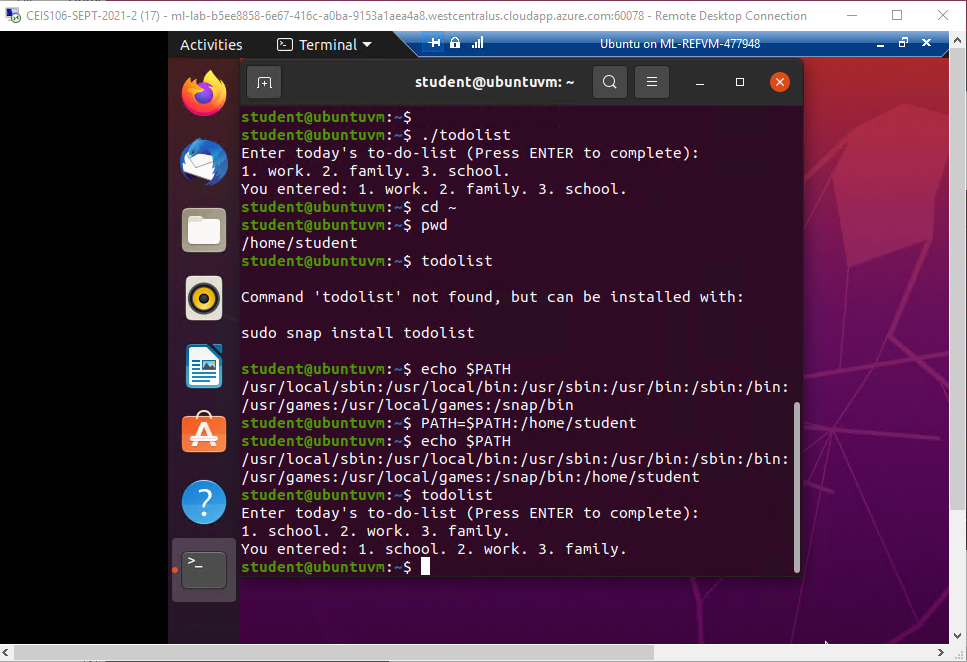 CEIS106-SEPT-2021-2 (17) - ml-lab-b5ee8858-6e67-416c-a0ba-9153a1aea4a8.westcentralus.cloudapp.azure.com:60078 - Remote Desktop Connection
Activities
Terminal
Ubuntu on ML-REFVM-477948
student@ubuntuvm: ~
student@ubuntuvm:~$
student@ubuntuvm:~$ ./todolist
Enter today's to-do-list (Press ENTER to complete):
1. work. 2. family. 3. school.
You entered: 1. work. 2. family. 3. school.
student@ubuntuvm:~$ cd ~
student@ubuntuvm:~$ pwd
/home/student
student@ubuntuvm:~$ todolist
Command 'todolist' not found, but can be installed with:
sudo snap install todolist
student@ubuntuvm:~$ echo $PATH
/usr/local/sbin:/usr/local/bin:/usr/sbin:/usr/bin:/sbin:/bin:
/usr/games:/usr/local/games:/snap/bin
student@ubuntuvm:~$ PATH=$PATH:/home/student
student@ubuntuvm:~$ echo $PATH
/usr/local/sbin:/usr/local/bin:/usr/sbin:/usr/bin:/sbin:/bin:
/usr/games:/usr/local/games:/snap/bin:/home/student
student@ubuntuvm:~$ todolist
Enter today's to-do-list (Press ENTER to complete):
1. school. 2. work. 3. family.
You entered: 1. school. 2. work. 3. family.
student@ubuntuvm:~$